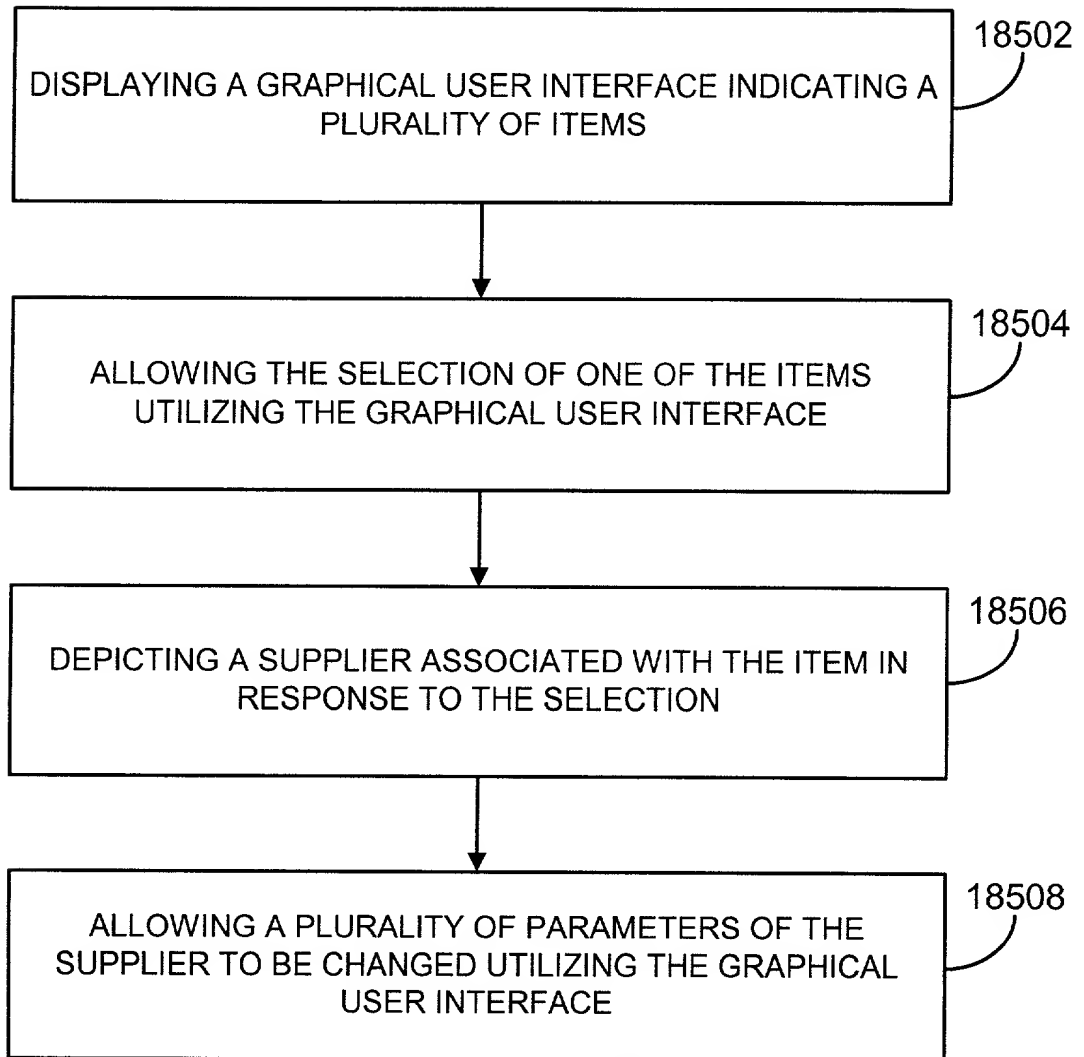 18502
DISPLAYING A GRAPHICAL USER INTERFACE INDICATING A
PLURALITY OF ITEMS
18504
ALLOWING THE SELECTION OF ONE OF THE ITEMS
UTILIZING THE GRAPHICAL USER INTERFACE
18506
DEPICTING A SUPPLIER ASSOCIATED WITH THE ITEM IN
RESPONSE TO THE SELECTION
18508
ALLOWING A PLURALITY OF PARAMETERS OF THE
SUPPLIER TO BE CHANGED UTILIZING THE GRAPHICAL
USER INTERFACE